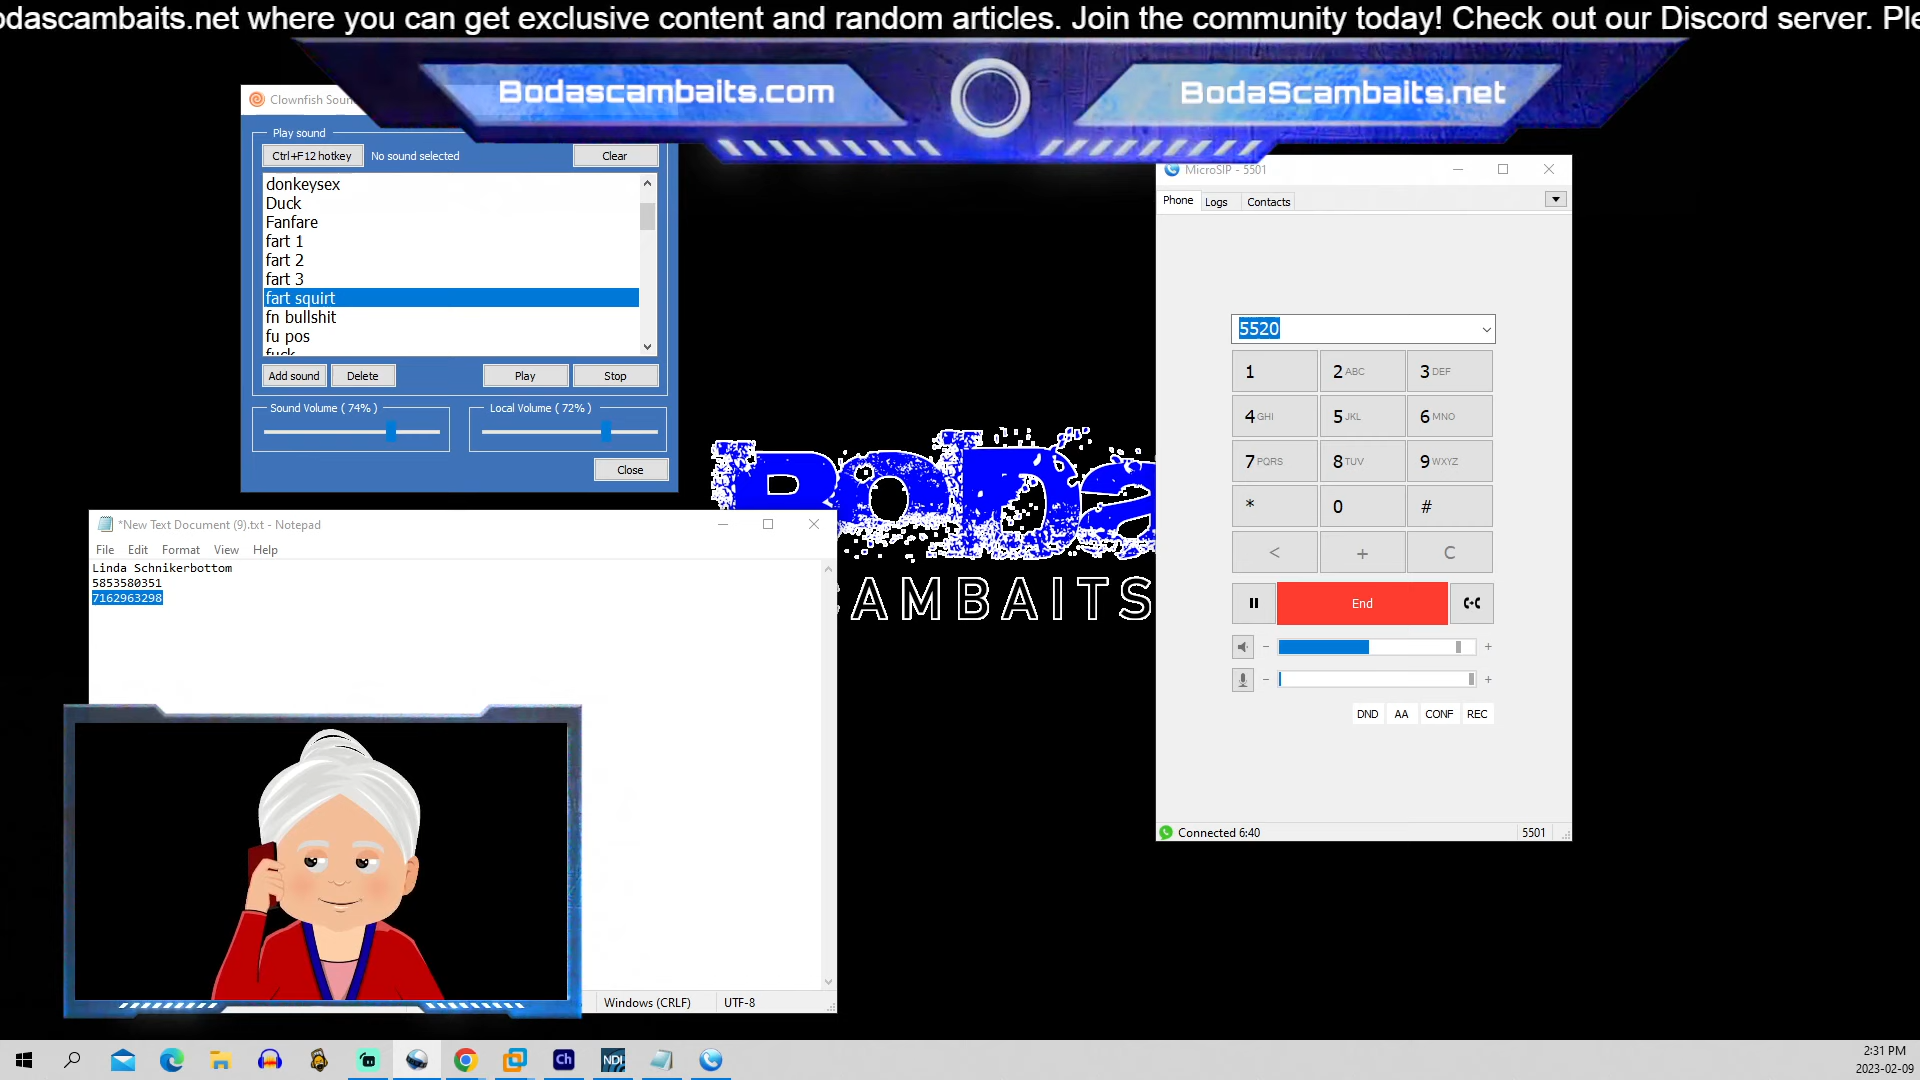 odascambaits.net where you can get exclusive content and random articles. Join the community today! Check out our Discord server. Ple
Bodascambaits.com
BodaScambaits.net
Clownfish Soun
Play sound
Ctrl+F12 hotkey
No sound selected
Clear
donkeysex
Duck
Fanfare
fart 1
fart 2
fart 3
fart squirt
fn bullshit
fu pos
fuck
Add sound
Delete
Play
Stop
Sound Volume ( 74% )
Local Volume ( 72% )
Close
BoDa
CAMBAITS
*New Text Document (9).txt - Notepad
File Edit Format View Help
Linda Schnikerbottom
5853580351
7162963298
Windows (CRLF)
UTF-8
MicroSIP - 5501
Phone Logs Contacts
5520
1 2 ABC 3 DEF
4 GHI 5 JKL 6 MNO
7 PQRS 8 TUV 9 WXYZ
* 0 #
< + C
End
- +
- +
DND AA CONF REC
Connected 6:40
5501
Ch
NDI
2:31 PM
2023-02-09